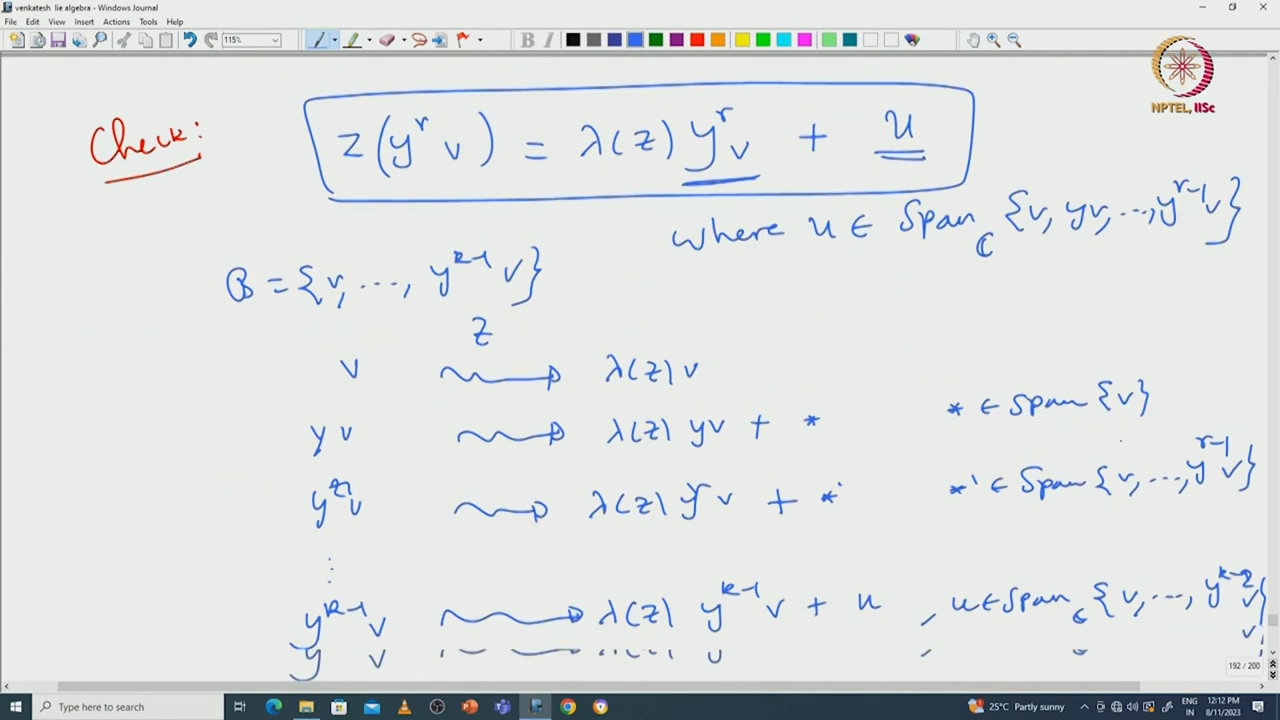 venkatesh lie algebra - Windows Journal
File Edit View Insert Actions Tools Help
115%
B I
NPTEL, IISc
Check:
z(y^r v) = λ(z) y^r v + u
where u ∈ Span_ℂ {v, yv, ..., y^{r-1}v}
B = {v, ..., y^{k-1} v}
z
v ⟿ λ(z) v
yv ⟿ λ(z) yv + * * ∈ Span {v}
⟿ λ(z) y^r v + *' *' ∈ Span {v, ..., y^{r-1}v}
⋮
y^{k-1} v ⟿ λ(z) y^{k-1} v + u , u ∈ Span_ℂ {v, ..., y^{k-2} v}
192 / 200
Type here to search
25°C Partly sunny
ENG
IN
12:12 PM
8/11/2023